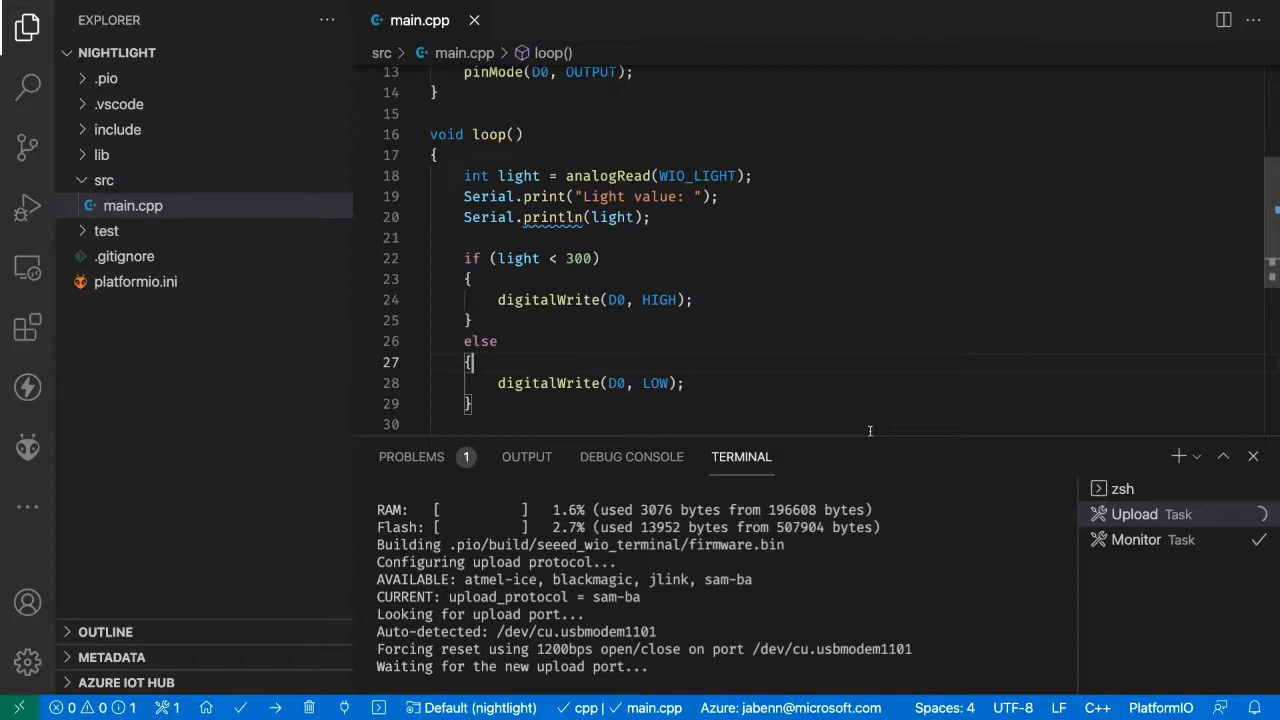 EXPLORER
NIGHTLIGHT
.pio
.vscode
include
lib
src
main.cpp
test
.gitignore
platformio.ini
OUTLINE
METADATA
AZURE IOT HUB
main.cpp
src > main.cpp > loop()
13 pinMode(D0, OUTPUT);
14 }
15
16 void loop()
17 {
18 int light = analogRead(WIO_LIGHT);
19 Serial.print("Light value: ");
20 Serial.println(light);
21
22 if (light < 300)
23 {
24 digitalWrite(D0, HIGH);
25 }
26 else
27 {
28 digitalWrite(D0, LOW);
29 }
30
PROBLEMS 1 OUTPUT DEBUG CONSOLE TERMINAL
RAM: [          ] 1.6% (used 3076 bytes from 196608 bytes)
Flash: [          ] 2.7% (used 13952 bytes from 507904 bytes)
Building .pio/build/seeed_wio_terminal/firmware.bin
Configuring upload protocol...
AVAILABLE: atmel-ice, blackmagic, jlink, sam-ba
CURRENT: upload_protocol = sam-ba
Looking for upload port...
Auto-detected: /dev/cu.usbmodem1101
Forcing reset using 1200bps open/close on port /dev/cu.usbmodem1101
Waiting for the new upload port...
zsh
Upload Task
Monitor Task
0 0 1 1 Default (nightlight) cpp | main.cpp Azure: jabenn@microsoft.com Spaces: 4 UTF-8 LF C++ PlatformIO